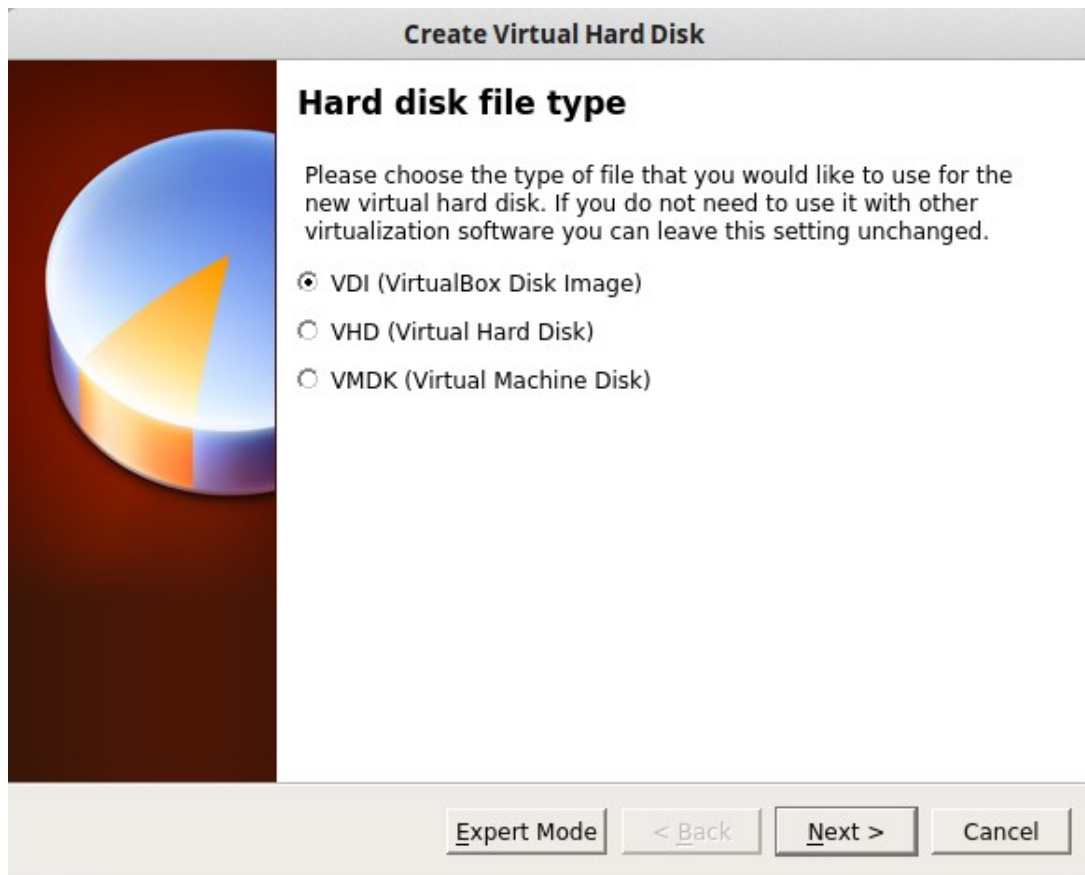 Create Virtual Hard Disk
Hard disk file type
Please choose the type of file that you would like to use for the
new virtual hard disk. If you do not need to use it with other
virtualization software you can leave this setting unchanged.
VDI (VirtualBox Disk Image)
VHD (Virtual Hard Disk)
VMDK (Virtual Machine Disk)
Expert Mode < Back Next > Cancel